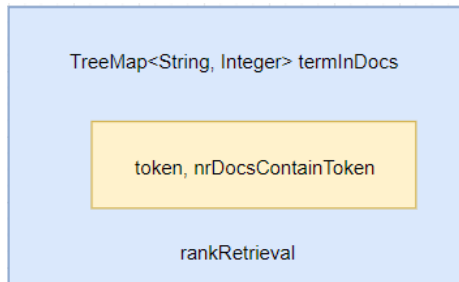 TreeMap<String, Integer> termInDocs
token, nrDocsContainToken
rankRetrieval